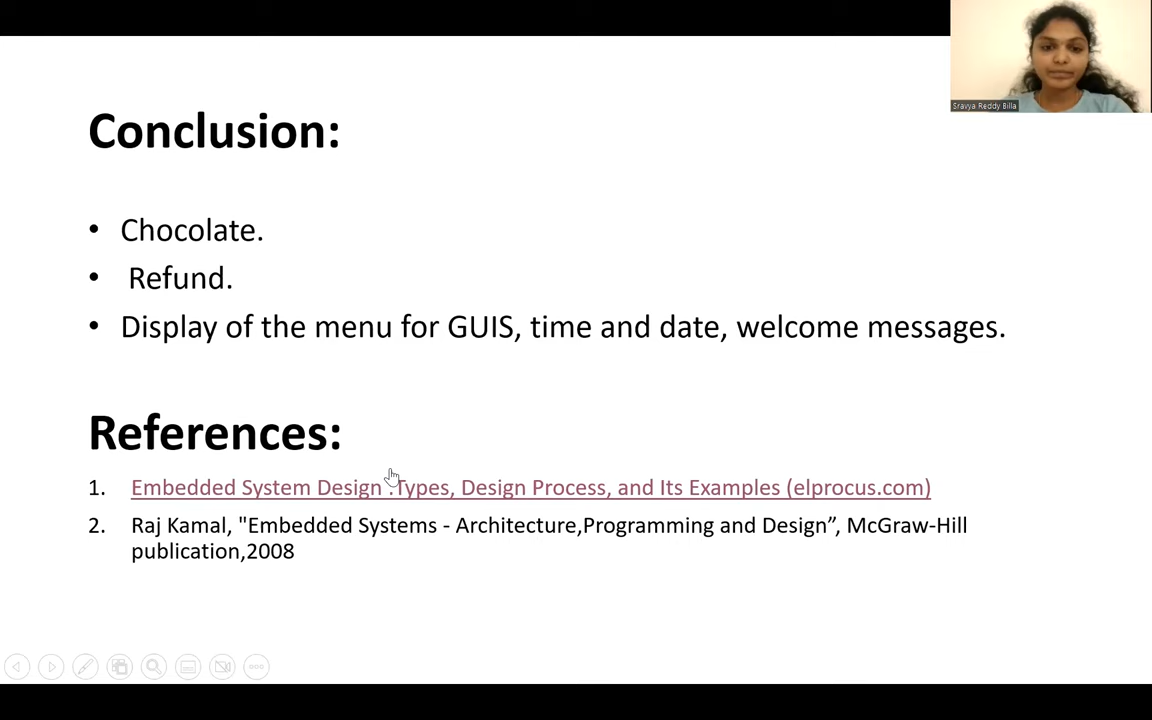 Sravya Reddy Billa
Conclusion:
• Chocolate.
• Refund.
• Display of the menu for GUIS, time and date, welcome messages.
References:
1. Embedded System Design :Types, Design Process, and Its Examples (elprocus.com)
2. Raj Kamal, "Embedded Systems - Architecture,Programming and Design”, McGraw-Hill
publication,2008